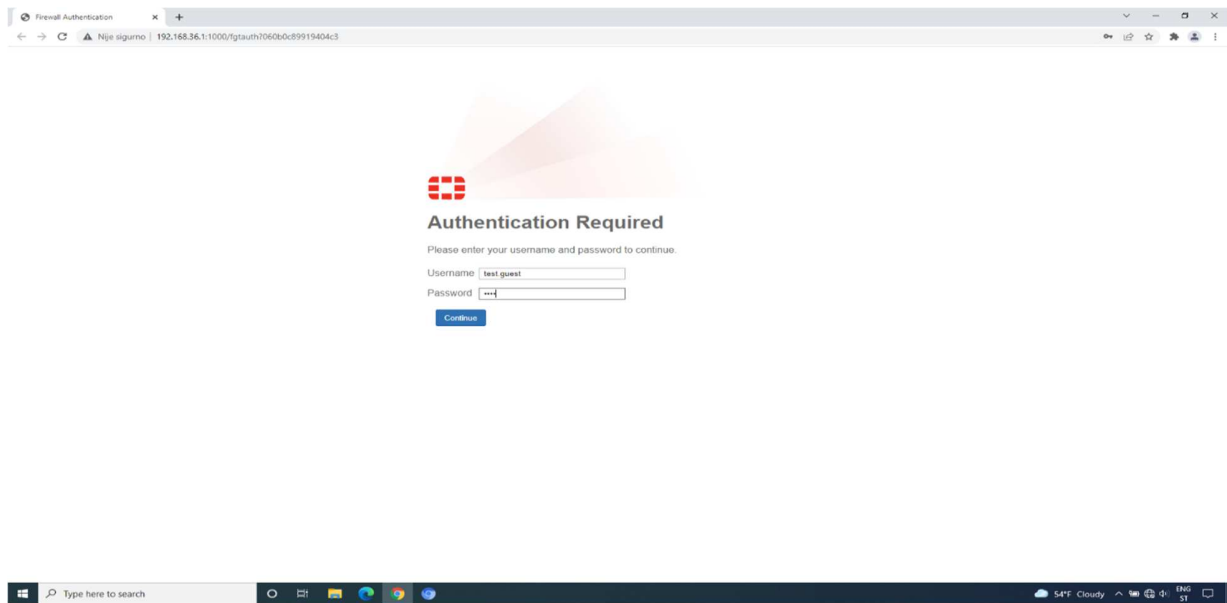 Firewall Authentication
Nije sigurno | 192.168.36.1:1000/fgtauth?060b0c89919404c3
Authentication Required
Please enter your username and password to continue.
Username test.guest
Password ••••
Continue
Type here to search
54°F Cloudy
ENG
ST